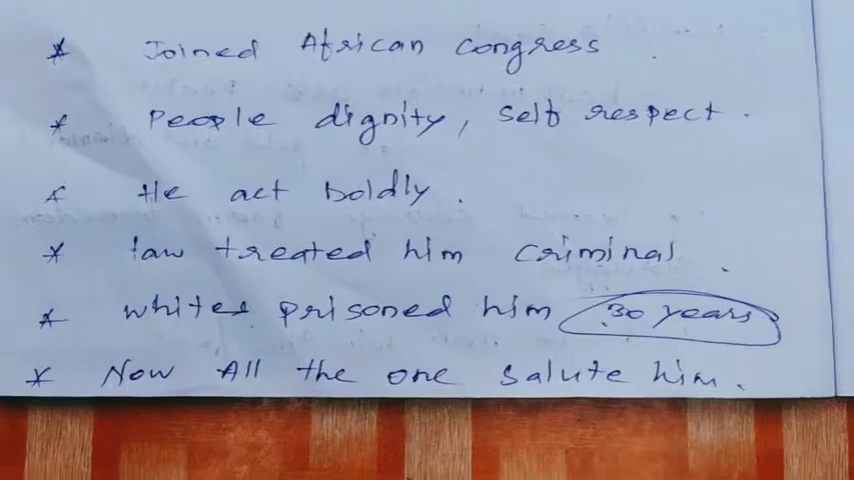 * Joined African congress
* People dignity, self respect.
* He act boldly.
* law treated him criminal.
* whites prisoned him 30 years
* Now All the one salute him.